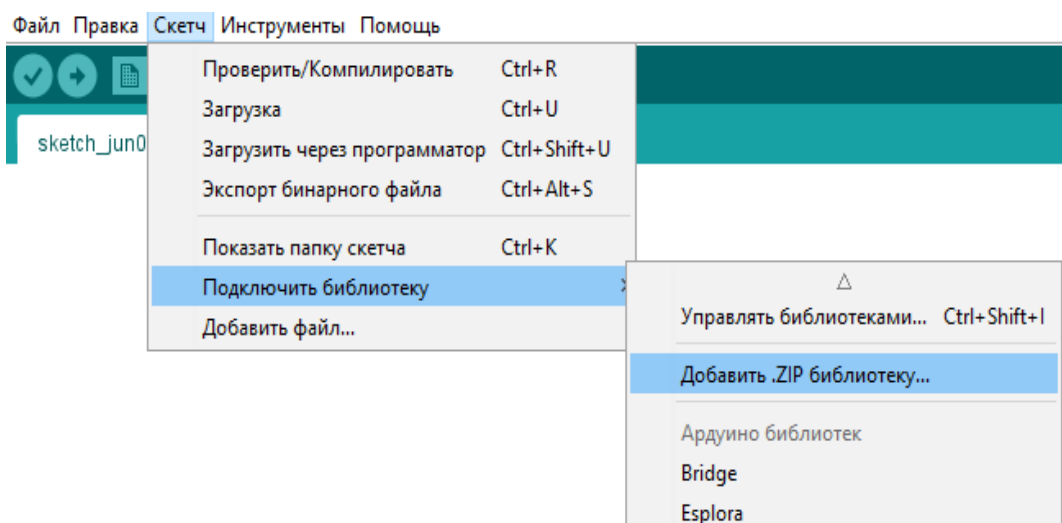 Файл Правка Скетч Инструменты Помощь
sketch_jun0
Проверить/Компилировать Ctrl+R
Загрузка Ctrl+U
Загрузить через программатор Ctrl+Shift+U
Экспорт бинарного файла Ctrl+Alt+S
Показать папку скетча Ctrl+K
Подключить библиотеку
Добавить файл...
Управлять библиотеками... Ctrl+Shift+I
Добавить .ZIP библиотеку...
Ардуино библиотек
Bridge
Esplora